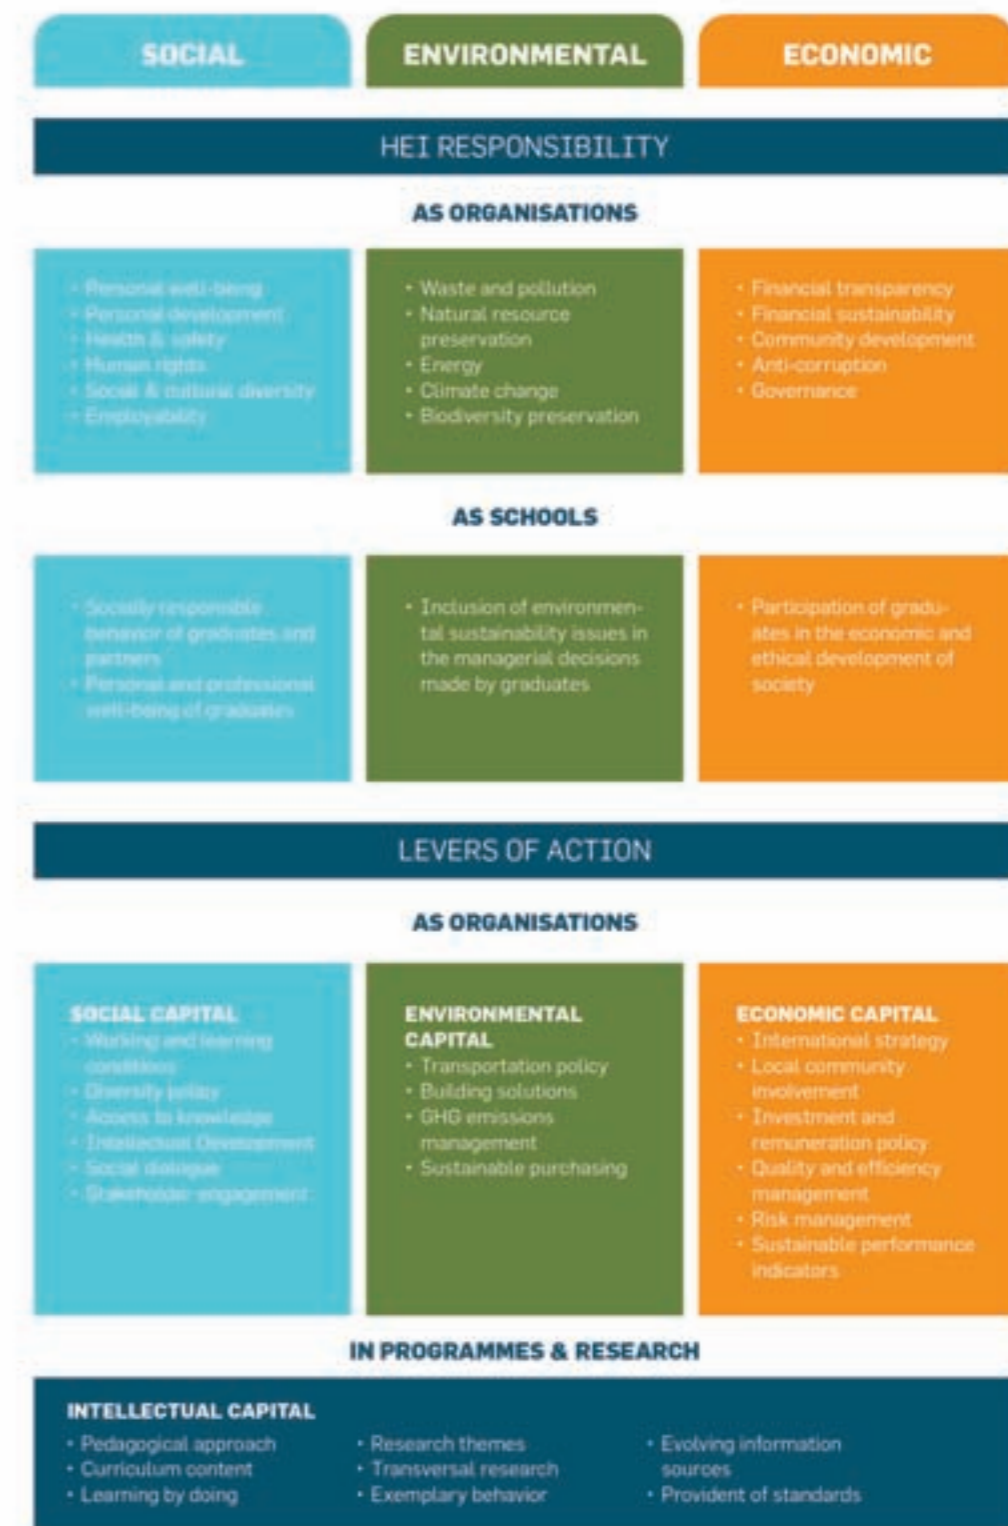 SOCIAL
ENVIRONMENTAL
ECONOMIC
HEI RESPONSIBILITY
AS ORGANISATIONS
• Personal well-being
• Personal development
• Health & safety
• Human rights
• Social & cultural diversity
• Employability
• Waste and pollution
• Natural resource
preservation
• Energy
• Climate change
• Biodiversity preservation
• Financial transparency
• Financial sustainability
• Community development
• Anti-corruption
• Governance
AS SCHOOLS
• Socially responsible
behavior of graduates and
partners
• Personal and professional
well-being of graduates
• Inclusion of environmen-
tal sustainability issues in
the managerial decisions
made by graduates
• Participation of gradu-
ates in the economic and
ethical development of
society
LEVERS OF ACTION
AS ORGANISATIONS
SOCIAL CAPITAL
• Working and learning
conditions
• Diversity policy
• Access to knowledge
• Intellectual Development
• Social dialogue
• Stakeholder engagement
ENVIRONMENTAL
CAPITAL
• Transportation policy
• Building solutions
• GHG emissions
management
• Sustainable purchasing
ECONOMIC CAPITAL
• International strategy
• Local community
involvement
• Investment and
remuneration policy
• Quality and efficiency
management
• Risk management
• Sustainable performance
indicators
IN PROGRAMMES & RESEARCH
INTELLECTUAL CAPITAL
• Pedagogical approach
• Curriculum content
• Learning by doing
• Research themes
• Transversal research
• Exemplary behavior
• Evolving information
sources
• Provident of standards